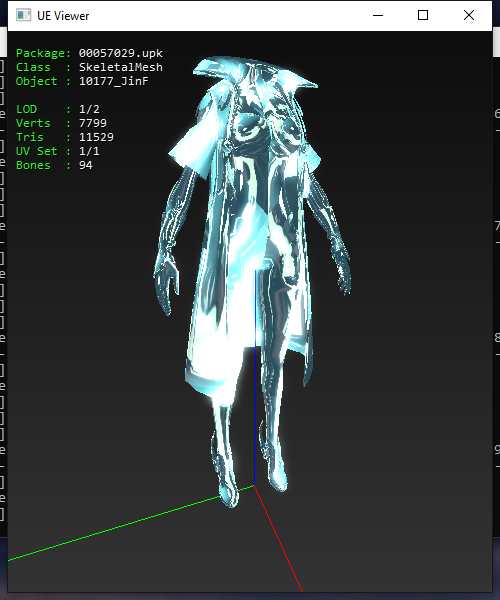 UE Viewer
Package: 00057029.upk
Class : SkeletalMesh
Object : 10177_JinF
LOD : 1/2
Verts : 7799
Tris : 11529
UV Set : 1/1
Bones : 94